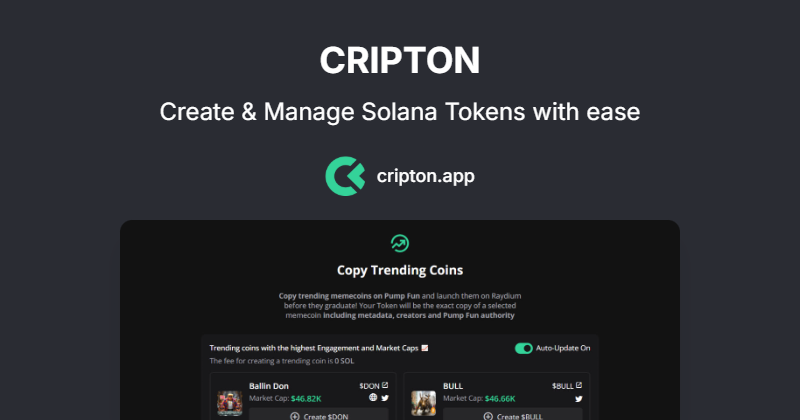 CRIPTON
Create & Manage Solana Tokens with ease
cripton.app
Copy Trending Coins
Copy trending memecoins on Pump Fun and launch them on Raydium
before they graduate! Your Token will be the exact copy of a selected
memecoin including metadata, creators and Pump Fun authority
Trending coins with the highest Engagement and Market Caps
Auto-Update On
The fee for creating a trending coin is 0 SOL
Ballin Don
$DON
Market Cap: $46.82K
Create $DON
BULL
$BULL
Market Cap: $46.66K
Create $BULL